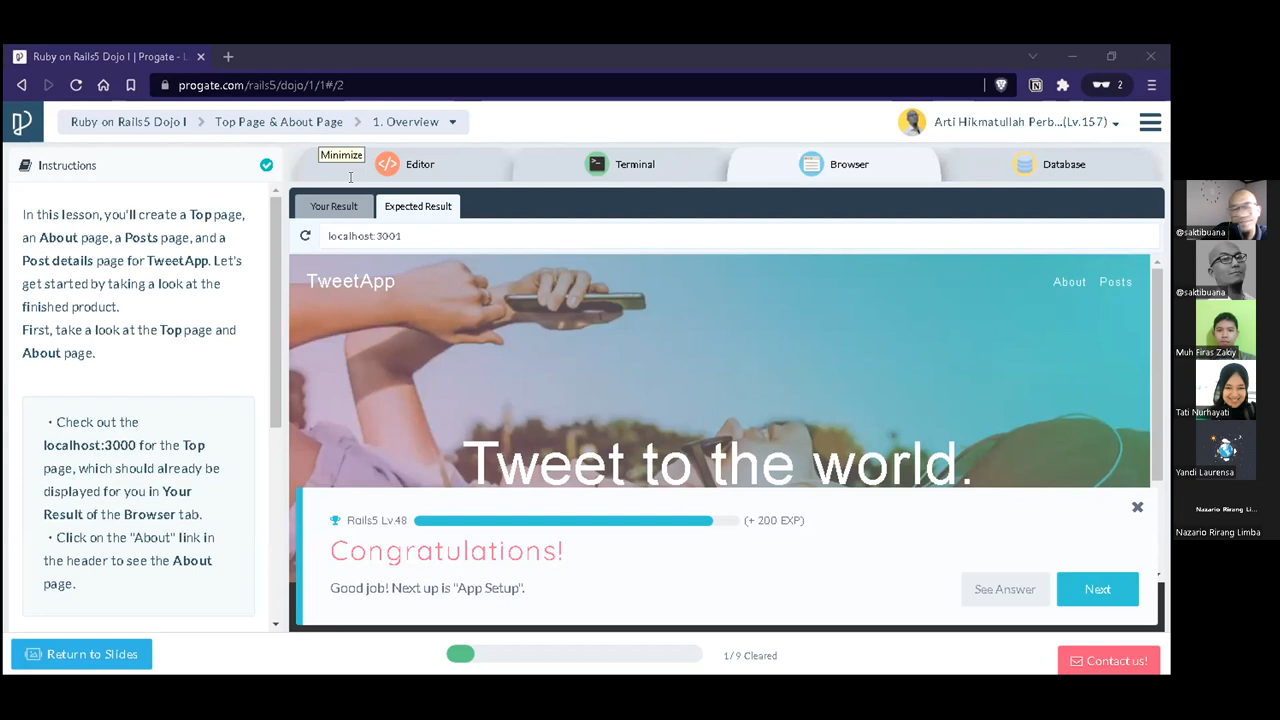 Ruby on Rails5 Dojo I | Progate - L
progate.com/rails5/dojo/1/1#/2
2
Ruby on Rails5 Dojo I
Top Page & About Page
1. Overview
Arti Hikmatullah Perb...(Lv.157)
Instructions
Minimize
Editor
Terminal
Browser
Database
In this lesson, you'll create a Top page,
an About page, a Posts page, and a
Post details page for TweetApp. Let's
get started by taking a look at the
finished product.
First, take a look at the Top page and
About page.
・Check out the
localhost:3000 for the Top
page, which should already be
displayed for you in Your
Result of the Browser tab.
・Click on the "About" link in
the header to see the About
page.
Your Result
Expected Result
localhost:3001
TweetApp
About
Posts
Tweet to the world.
Rails5 Lv.48
(+ 200 EXP)
Congratulations!
Good job! Next up is "App Setup".
See Answer
Next
Return to Slides
1/9 Cleared
Contact us!
@saktibuana
@saktibuana
Muh Firas Zakiy
Tati Nurhayati
Yandi Laurensa
Nazario Rirang Li...
Nazario Rirang Limba